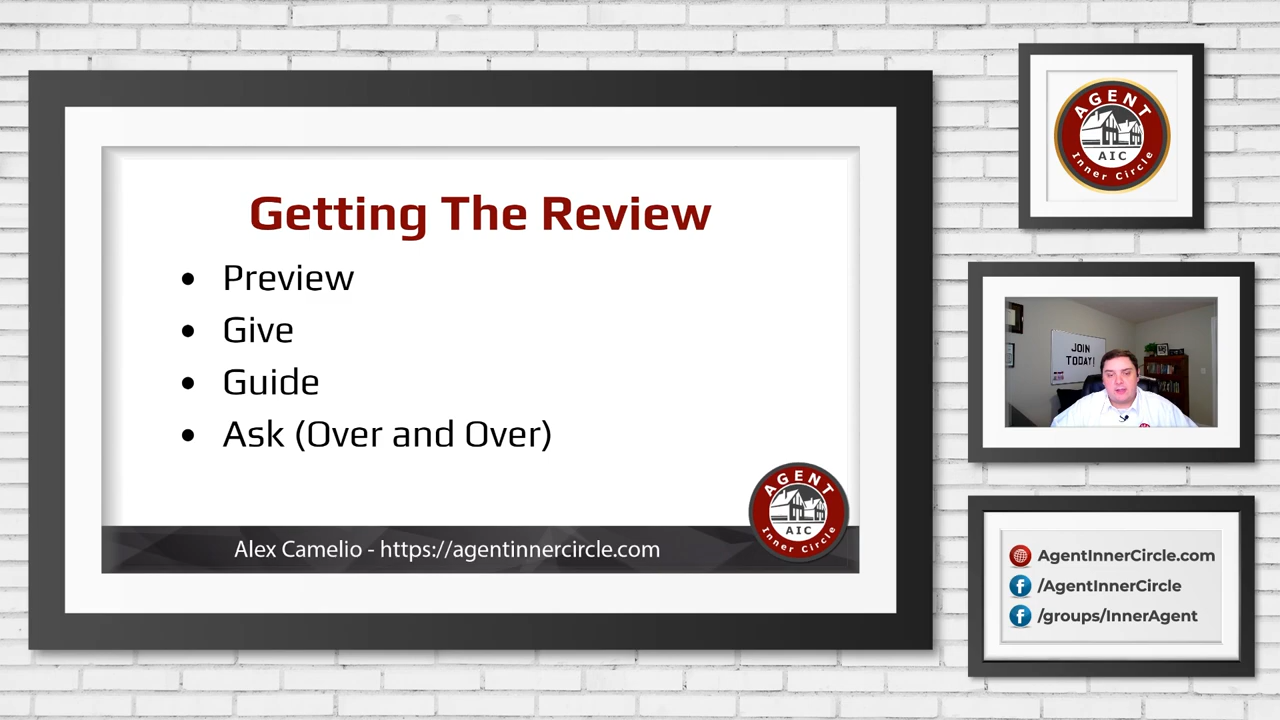 Getting The Review
• Preview
• Give
• Guide
• Ask (Over and Over)
Alex Camelio - https://agentinnercircle.com
AGENT
AIC
Inner Circle
AGENT
AIC
Inner Circle
JOIN
TODAY!
AgentInnerCircle.com
/AgentInnerCircle
/groups/InnerAgent